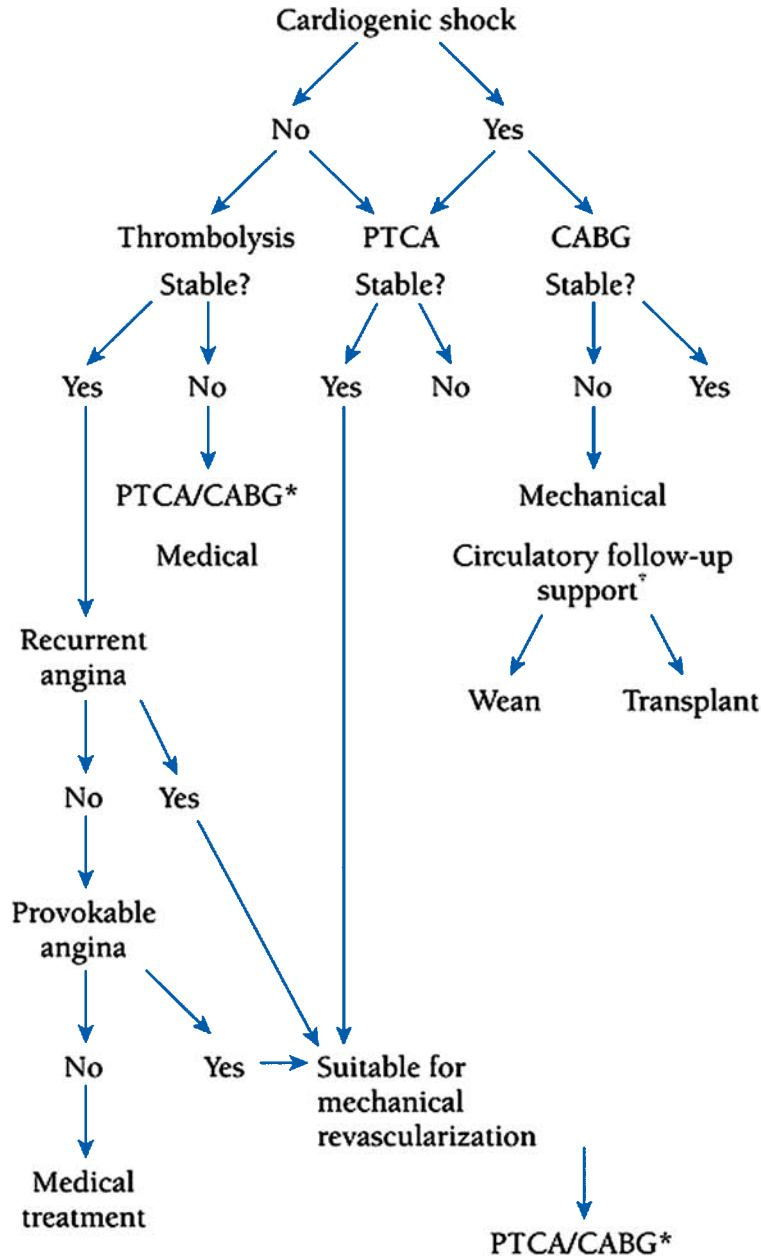 Cardiogenic shock
No
Yes
Thrombolysis
PTCA
CABG
Stable?
Stable?
Stable?
Yes
No
Yes
No
No
Yes
PTCA/CABG*
Mechanical
Medical
Circulatory follow-up
support†
Recurrent
angina
Wean
Transplant
No
Yes
Provokable
angina
No
Yes
Suitable for
mechanical
revascularization
Medical
treatment
PTCA/CABG*